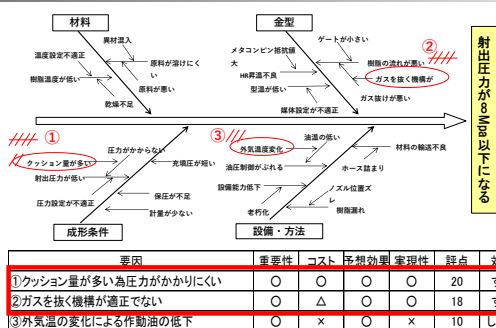 材料
金型
異材混入
温度設定不適正
原料が溶けにく
い
樹脂温度が低い
原料が悪い
乾燥不足
ゲートが小さい
メタコンピン抵抗値
大
樹脂の流れが悪い
②
HR昇温不良
ガスを抜く機構が
型温が低い
ガス抜けが悪い
媒体設定が不適正
射出圧力が8Mpa以下になる
①
圧力がかからない
クッション量が多い
充填圧が短い
射出圧力が低い
圧力設定が不適正
保圧が不足
計量が少ない
③
油温の低い
外気温度変化
材料の輸送不良
油圧制御がぶれる
ホース詰まり
設備能力低下
ノズル位置ズ
レ
老朽化
樹脂漏れ
成形条件
設備・方法
要因 重要性 コスト 予想効果 実現性 評点
①クッション量が多い為圧力がかかりにくい 〇 〇 〇 〇 20
②ガスを抜く機構が適正でない 〇 △ 〇 〇 18
③外気温の変化による作動油の低下 〇 × 〇 × 10